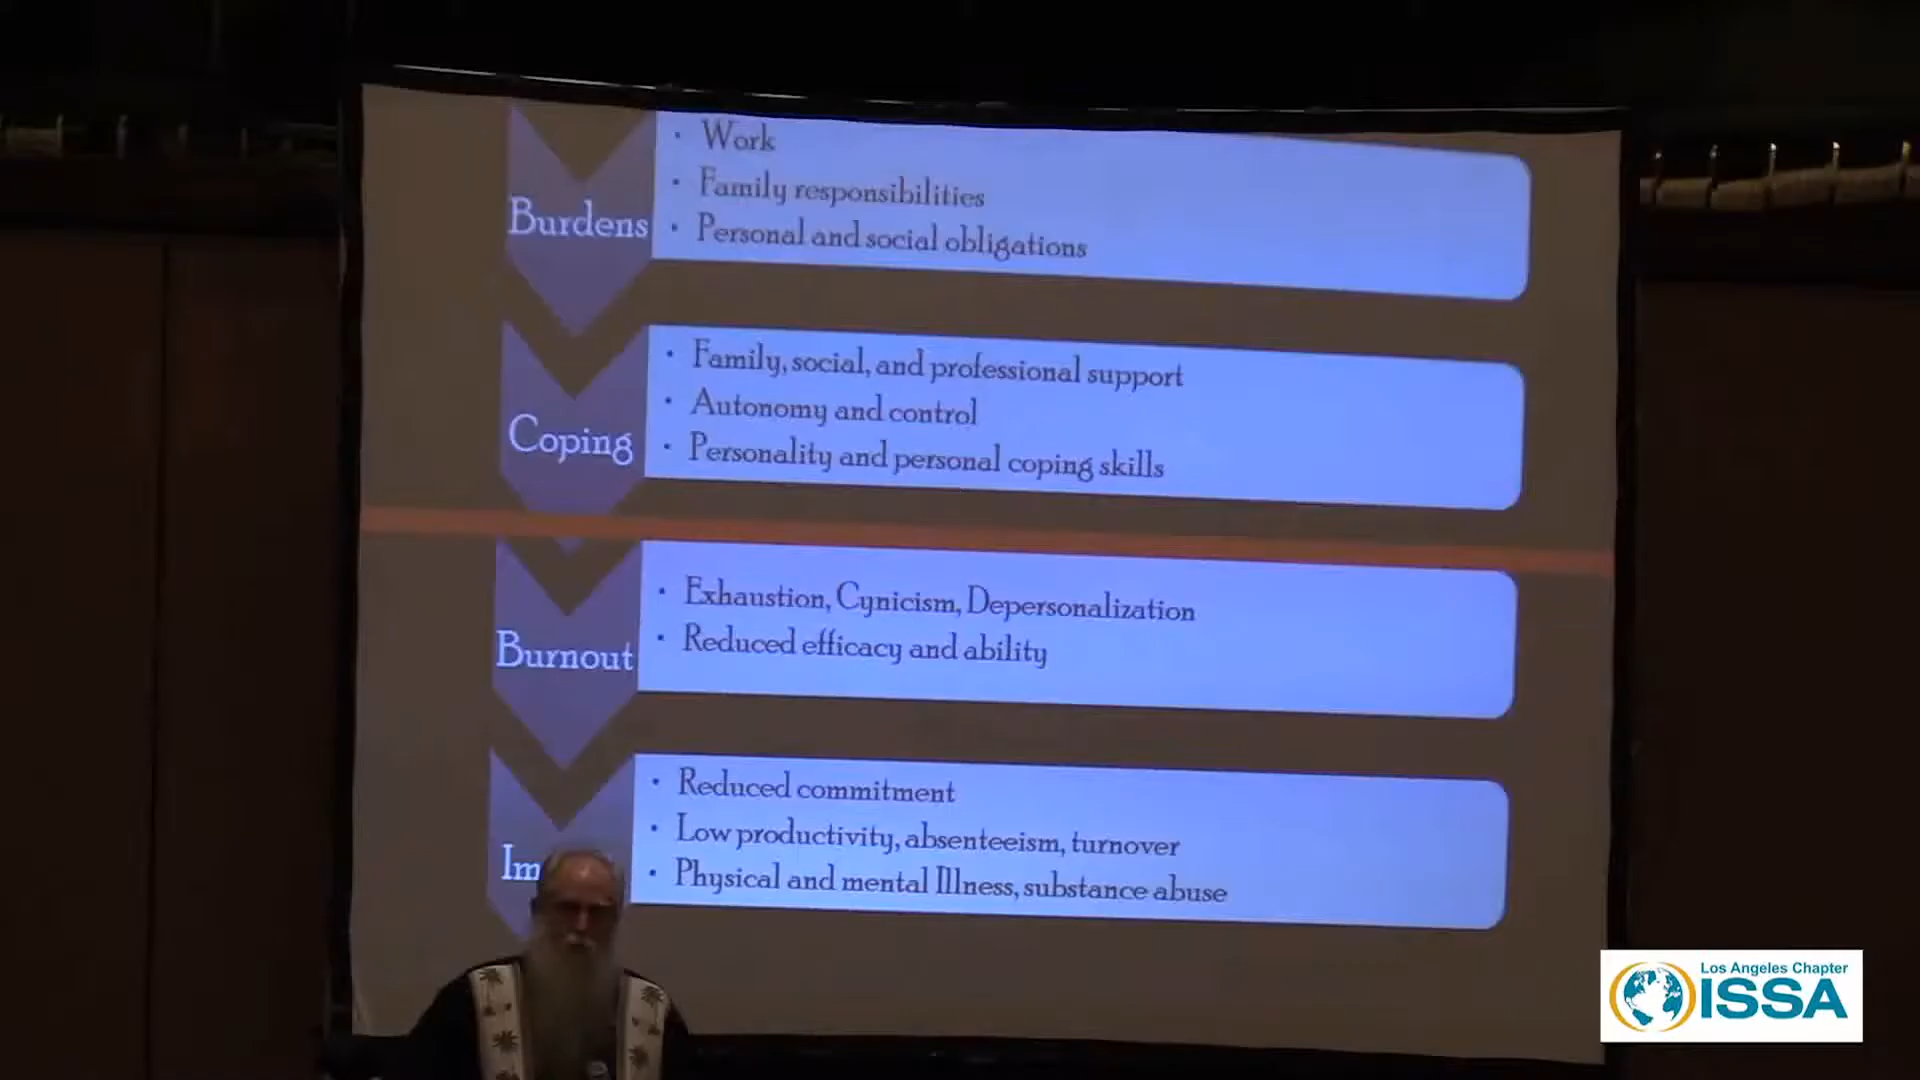 Burdens
· Work
· Family responsibilities
· Personal and social obligations
Coping
· Family, social, and professional support
· Autonomy and control
· Personality and personal coping skills
Burnout
· Exhaustion, Cynicism, Depersonalization
· Reduced efficacy and ability
Im
· Reduced commitment
· Low productivity, absenteeism, turnover
· Physical and mental Illness, substance abuse
Los Angeles Chapter
ISSA